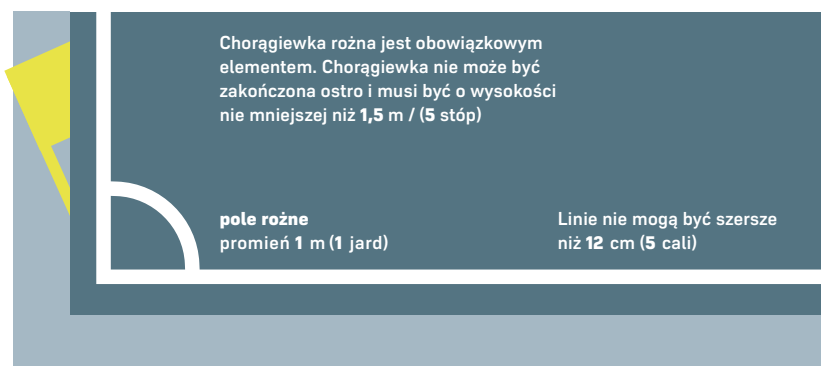 Chorągiewka rożna jest obowiązkowym
elementem. Chorągiewka nie może być
zakończona ostro i musi być o wysokości
nie mniejszej niż 1,5 m / (5 stóp)
pole rożne
promień 1 m (1 jard)
Linie nie mogą być szersze
niż 12 cm (5 cali)